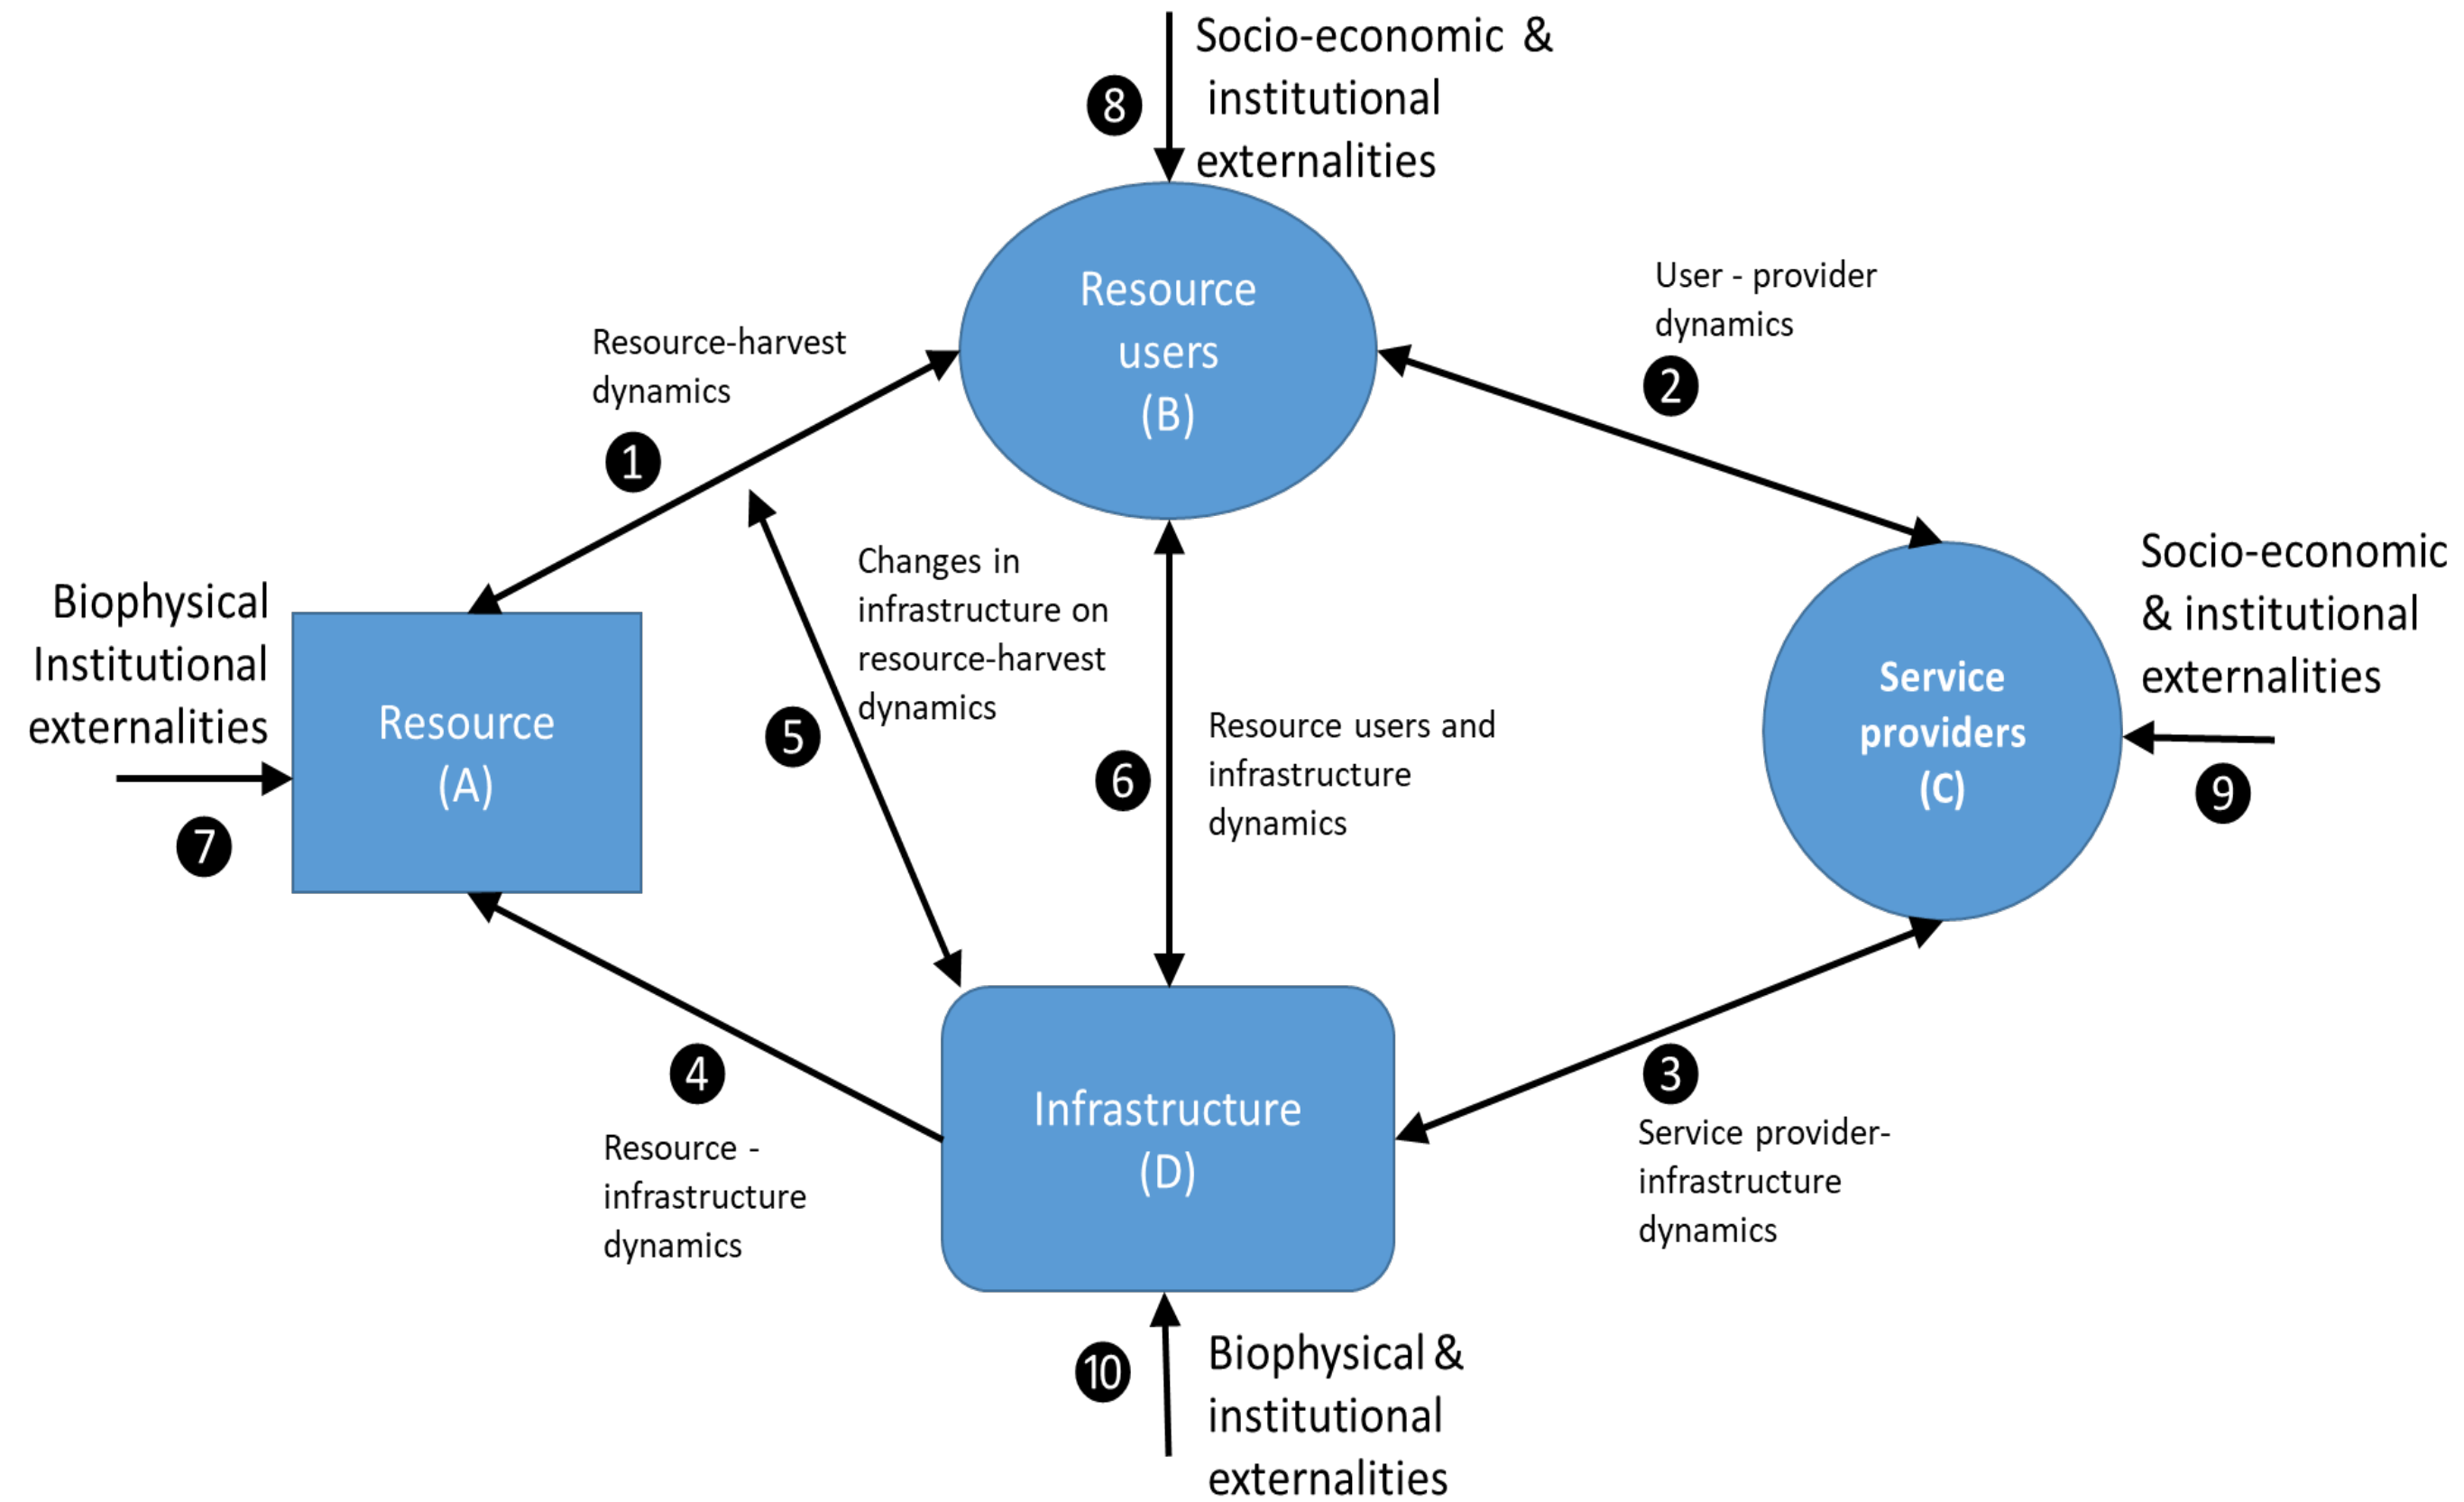 8
Socio-economic &
institutional
externalities
Resource
users
(B)
User - provider
dynamics
2
Resource-harvest
dynamics
1
Changes in
infrastructure on
resource-harvest
dynamics
5
Biophysical
Institutional
externalities
7
Resource
(A)
6
Resource users and
infrastructure
dynamics
Service
providers
(C)
Socio-economic
& institutional
externalities
9
4
Resource -
infrastructure
dynamics
Infrastructure
(D)
3
Service provider-
infrastructure
dynamics
10
Biophysical &
institutional
externalities